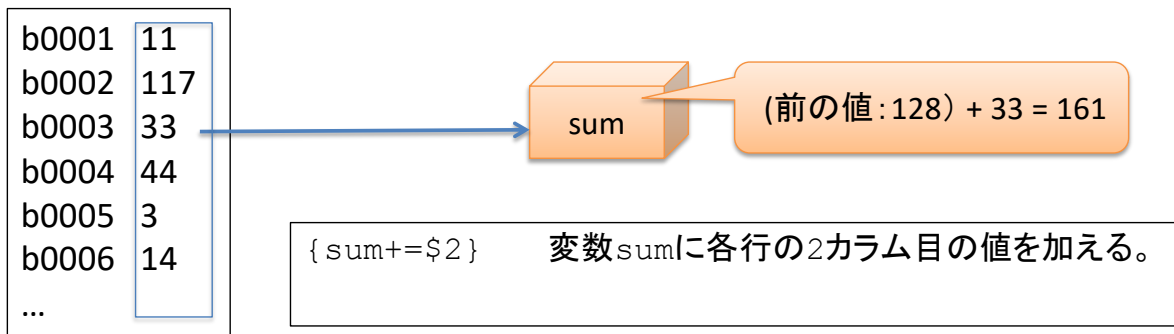 b0001 11
b0002 117
b0003 33
b0004 44
b0005 3
b0006 14
…
sum
(前の値:128) + 33 = 161
{sum+=$2} 変数sumに各行の2カラム目の値を加える。